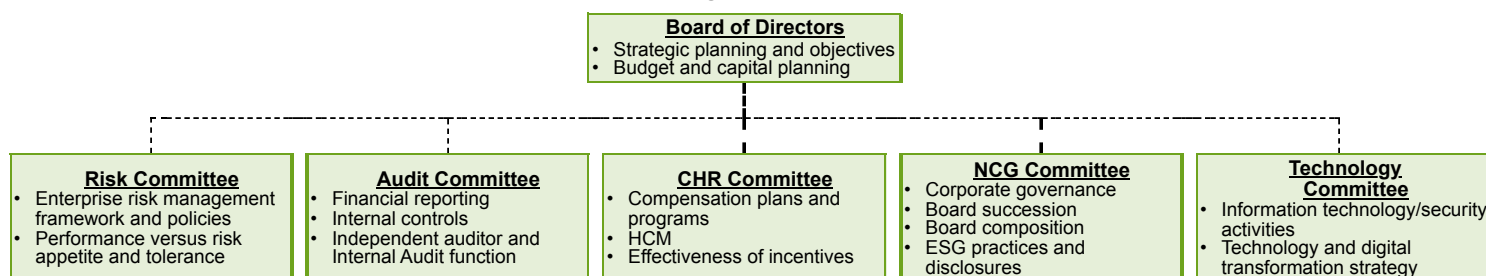 Board of Directors
• Strategic planning and objectives
• Budget and capital planning
Risk Committee
• Enterprise risk management
framework and policies
• Performance versus risk
appetite and tolerance
Audit Committee
• Financial reporting
• Internal controls
• Independent auditor and
Internal Audit function
CHR Committee
• Compensation plans and
programs
• HCM
• Effectiveness of incentives
NCG Committee
• Corporate governance
• Board succession
• Board composition
• ESG practices and
disclosures
Technology
Committee
• Information technology/security
activities
• Technology and digital
transformation strategy